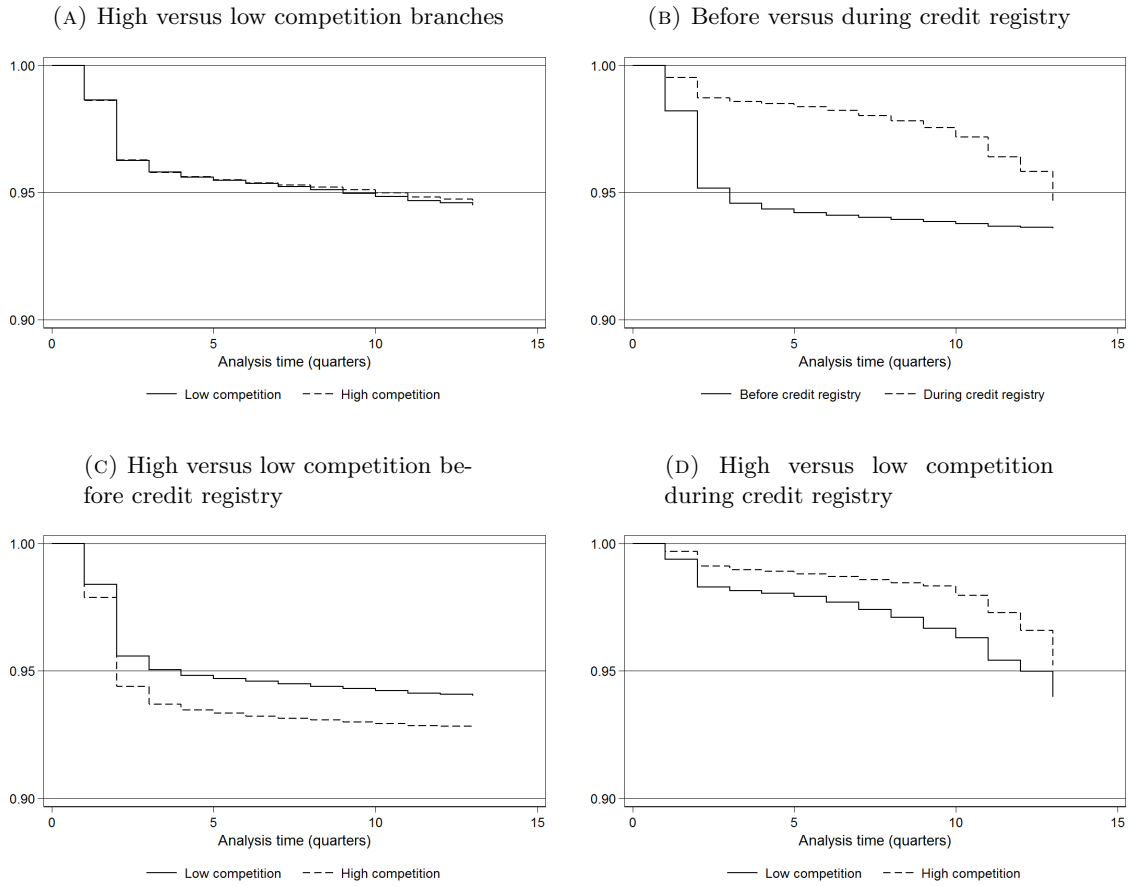 (A) High versus low competition branches
1.00
0.95
0.90
0 5 10 15
Analysis time (quarters)
Low competition High competition
(B) Before versus during credit registry
1.00
0.95
0.90
0 5 10 15
Analysis time (quarters)
Before credit registry During credit registry
(C) High versus low competition be-
fore credit registry
1.00
0.95
0.90
0 5 10 15
Analysis time (quarters)
Low competition High competition
(D) High versus low competition
during credit registry
1.00
0.95
0.90
0 5 10 15
Analysis time (quarters)
Low competition High competition